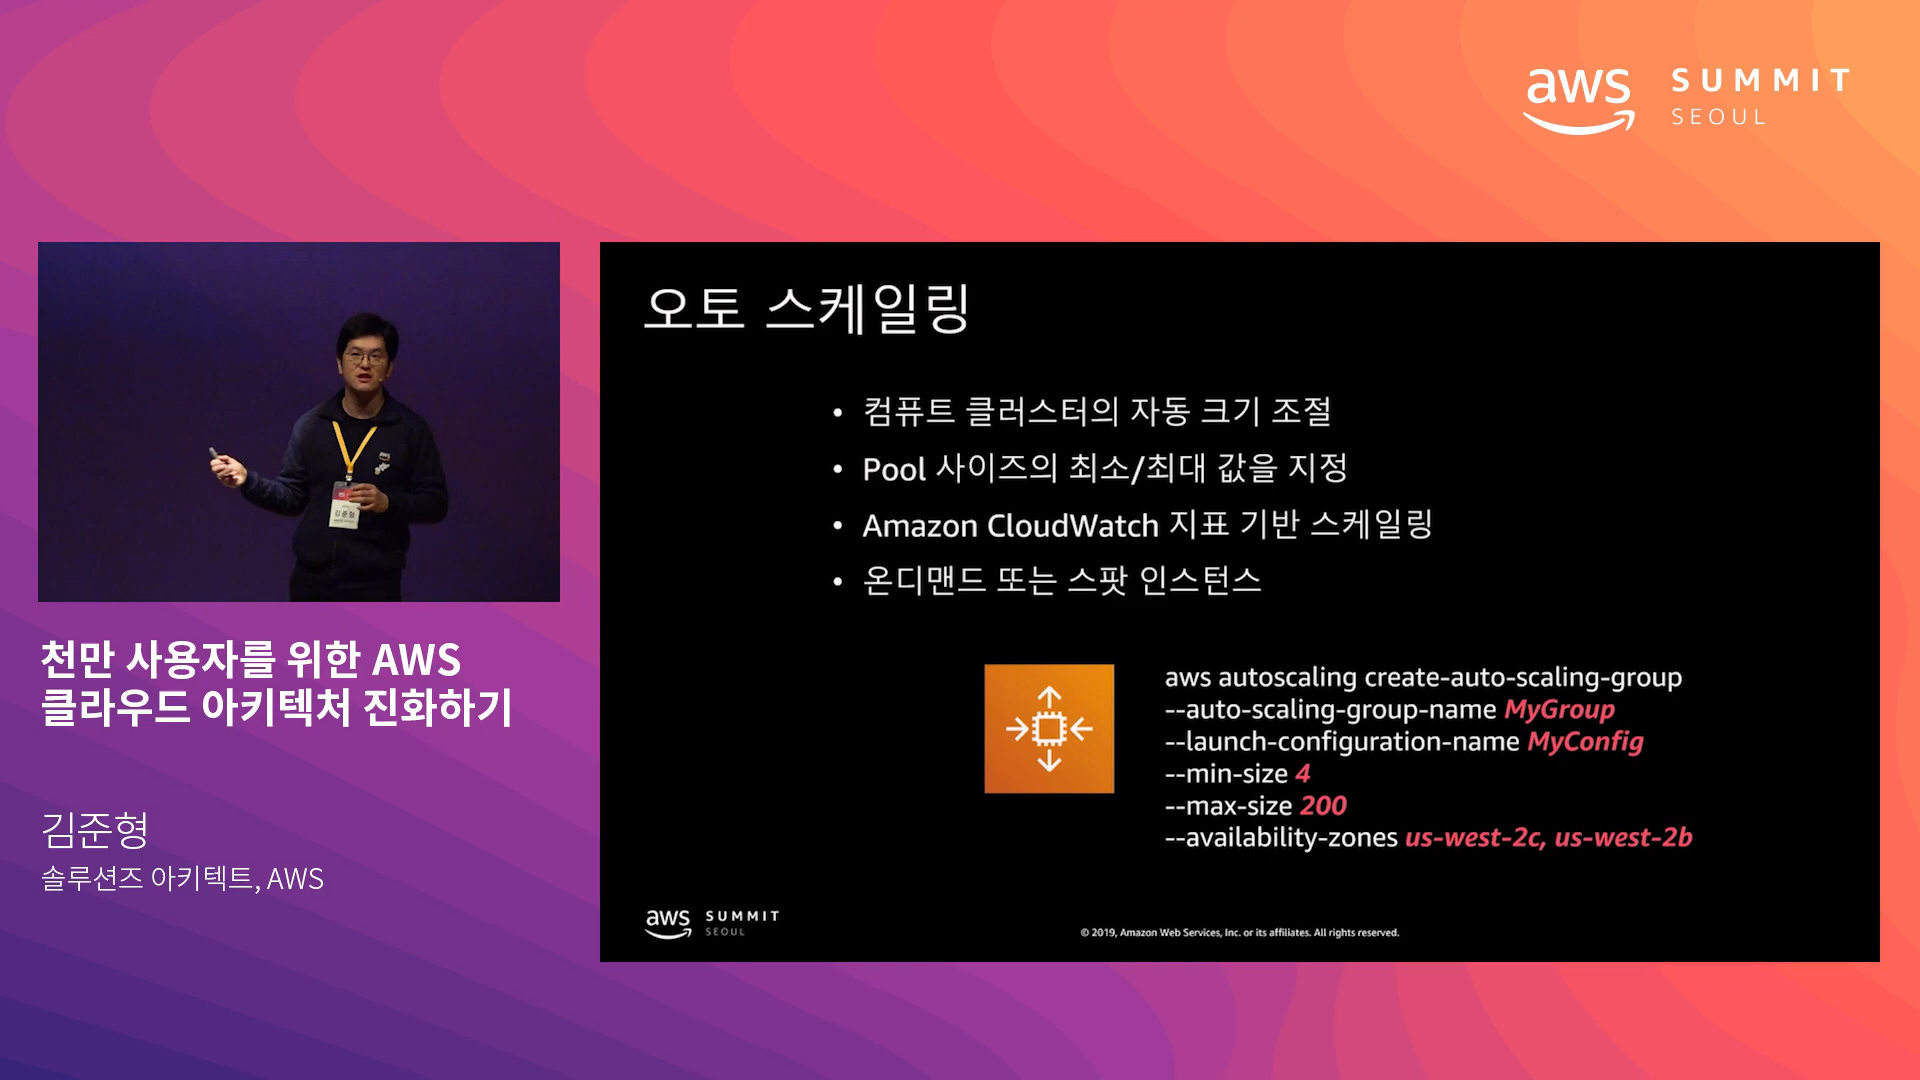 aws SUMMIT
SEOUL
오토 스케일링
• 컴퓨트 클러스터의 자동 크기 조절
• Pool 사이즈의 최소/최대 값을 지정
• Amazon CloudWatch 지표 기반 스케일링
• 온디맨드 또는 스팟 인스턴스
aws autoscaling create-auto-scaling-group
--auto-scaling-group-name MyGroup
--launch-configuration-name MyConfig
--min-size 4
--max-size 200
--availability-zones us-west-2c, us-west-2b
aws SUMMIT
SEOUL
© 2019, Amazon Web Services, Inc. or its affiliates. All rights reserved.
aws
김준형
천만 사용자를 위한 AWS
클라우드 아키텍처 진화하기
김준형
솔루션즈 아키텍트, AWS